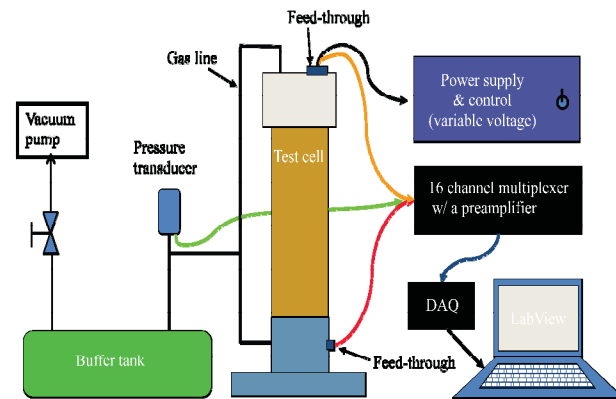 Feed-through
Gas line
Power supply
& control
(variable voltage)
Vacuum
pump
Pressure
transducer
Test cell
16 channel multiplexer
w/ a preamplifier
DAQ
LabView
Buffer tank
Feed-through